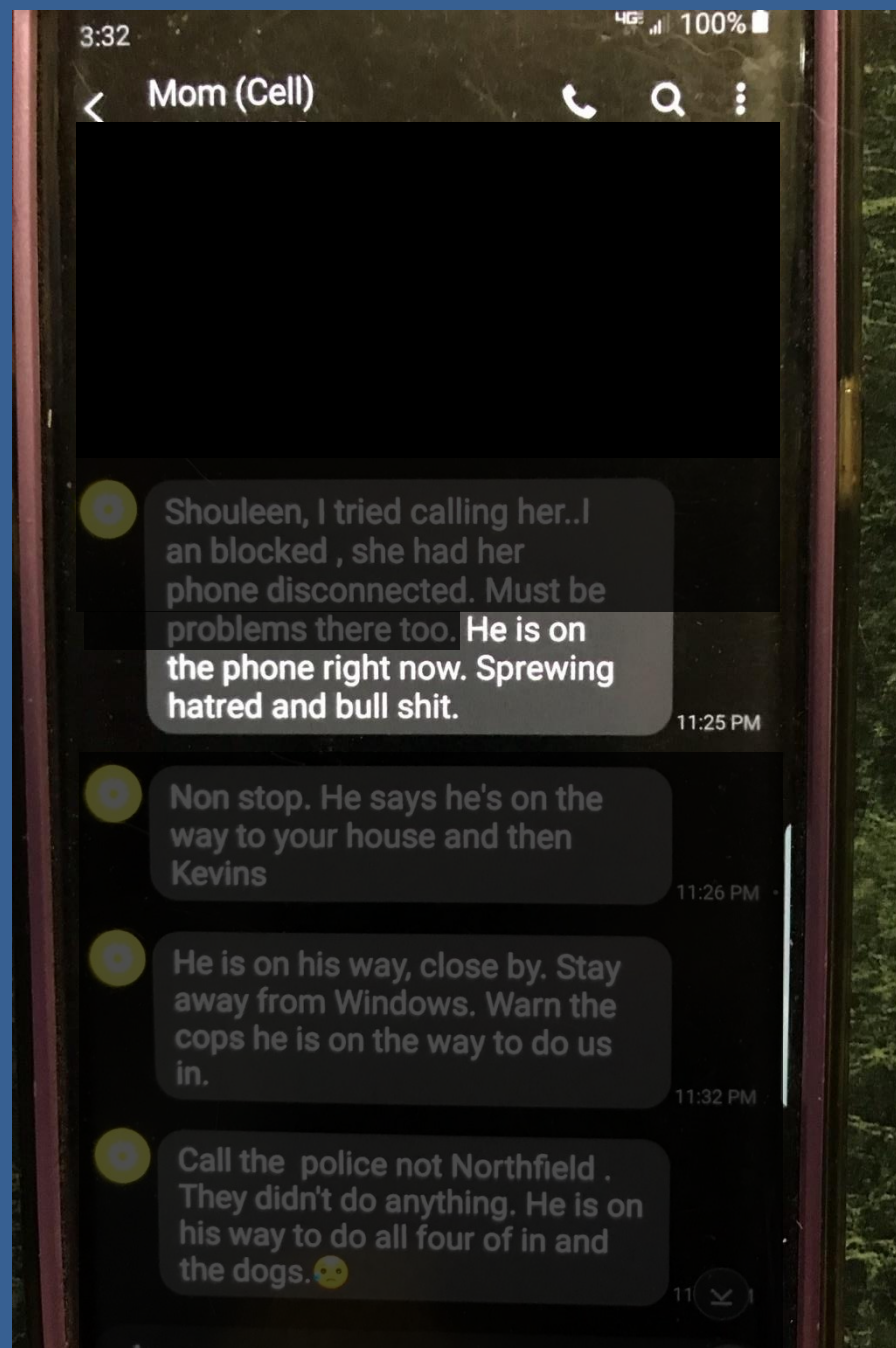 3:32 4GE 100%
Mom (Cell)
Shouleen, I tried calling her..I
an blocked , she had her
phone disconnected. Must be
problems there too. He is on
the phone right now. Sprewing
hatred and bull shit.
11:25 PM
Non stop. He says he's on the
way to your house and then
Kevins
11:26 PM
He is on his way, close by. Stay
away from Windows. Warn the
cops he is on the way to do us
in.
11:32 PM
Call the police not Northfield .
They didn't do anything. He is on
his way to do all four of in and
the dogs.😥
11